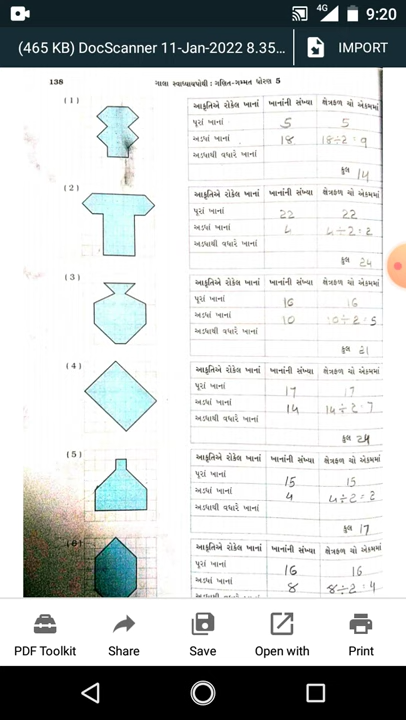 4G 9:20
(465 KB) DocScanner 11-Jan-2022 8.35... IMPORT
138 ગાલા સ્વાધ્યાયપોથી : ગણિત-ગમ્મત ધોરણ 5
(1)
આકૃતિએ રોકેલ ખાનાં ખાનાંની સંખ્યા ક્ષેત્રફળ ચો એકમમાં
પૂરાં ખાનાં 5 5
અડધાં ખાનાં 18 18÷2=9
અડધાથી વધારે ખાનાં
કુલ 14
(2)
આકૃતિએ રોકેલ ખાનાં ખાનાંની સંખ્યા ક્ષેત્રફળ ચો એકમમાં
પૂરાં ખાનાં 22 22
અડધાં ખાનાં 4 4÷2=2
અડધાથી વધારે ખાનાં
કુલ 24
(3)
આકૃતિએ રોકેલ ખાનાં ખાનાંની સંખ્યા ક્ષેત્રફળ ચો એકમમાં
પૂરાં ખાનાં 16 16
અડધાં ખાનાં 10 10÷2=5
અડધાથી વધારે ખાનાં
કુલ 21
(4)
આકૃતિએ રોકેલ ખાનાં ખાનાંની સંખ્યા ક્ષેત્રફળ ચો એકમમાં
પૂરાં ખાનાં 17 17
અડધાં ખાનાં 14 14÷2=7
અડધાથી વધારે ખાનાં
કુલ 24
(5)
આકૃતિએ રોકેલ ખાનાં ખાનાંની સંખ્યા ક્ષેત્રફળ ચો એકમમાં
પૂરાં ખાનાં 15 15
અડધાં ખાનાં 4 4÷2=2
અડધાથી વધારે ખાનાં
કુલ 17
(6)
આકૃતિએ રોકેલ ખાનાં ખાનાંની સંખ્યા ક્ષેત્રફળ ચો એકમમાં
પૂરાં ખાનાં 16 16
અડધાં ખાનાં 8 8÷2=4
PDF Toolkit Share Save Open with Print